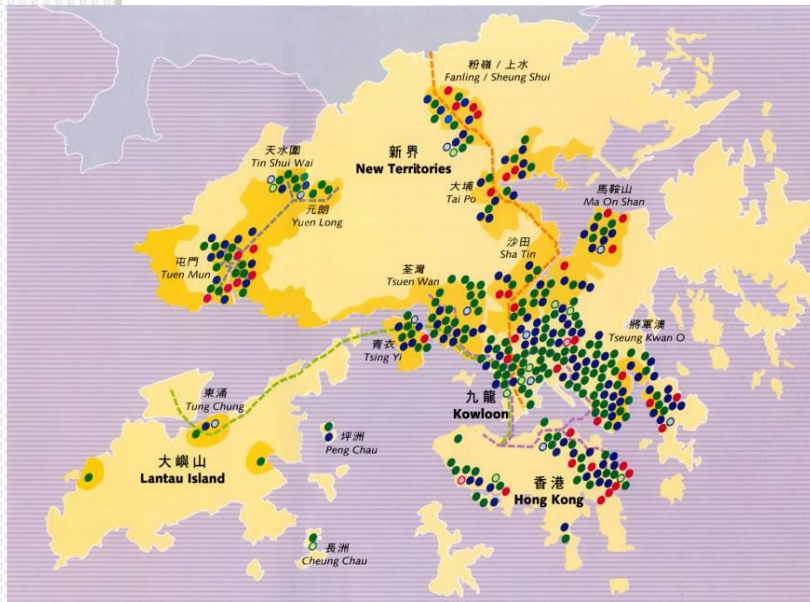 粉嶺 / 上水
Fanling / Sheung Shui
天水圍
Tin Shui Wai
新界
New Territories
元朗
Yuen Long
大埔
Tai Po
馬鞍山
Ma On Shan
屯門
Tuen Mun
荃灣
Tsuen Wan
沙田
Sha Tin
青衣
Tsing Yi
將軍澳
Tseung Kwan O
東涌
Tung Chung
九龍
Kowloon
大嶼山
Lantau Island
坪洲
Peng Chau
香港
Hong Kong
長洲
Cheung Chau